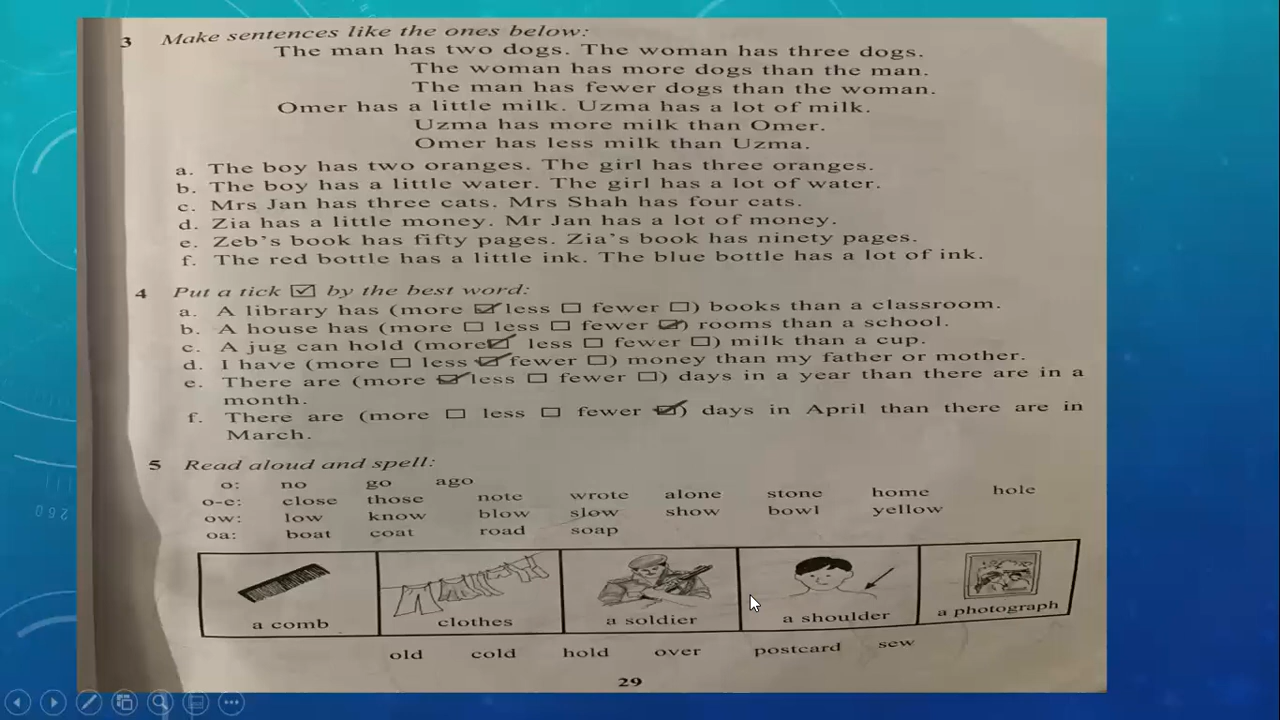 3 Make sentences like the ones below:
The man has two dogs. The woman has three dogs.
The woman has more dogs than the man.
The man has fewer dogs than the woman.
Omer has a little milk. Uzma has a lot of milk.
Uzma has more milk than Omer.
Omer has less milk than Uzma.
a. The boy has two oranges. The girl has three oranges.
b. The boy has a little water. The girl has a lot of water.
c. Mrs Jan has three cats. Mrs Shah has four cats.
d. Zia has a little money. Mr Jan has a lot of money.
e. Zeb's book has fifty pages. Zia's book has ninety pages.
f. The red bottle has a little ink. The blue bottle has a lot of ink.
4 Put a tick ☑ by the best word:
a. A library has (more ☑ less ☐ fewer ☐) books than a classroom.
b. A house has (more ☐ less ☐ fewer ☑) rooms than a school.
c. A jug can hold (more ☑ less ☐ fewer ☐) milk than a cup.
d. I have (more ☐ less ☑ fewer ☐) money than my father or mother.
e. There are (more ☑ less ☐ fewer ☐) days in a year than there are in a
month.
f. There are (more ☐ less ☐ fewer ☑) days in April than there are in
March.
5 Read aloud and spell:
o: no go ago
o-e: close those note wrote alone stone home hole
ow: low know blow slow show bowl yellow
oa: boat coat road soap
a comb clothes a soldier a shoulder a photograph
old cold hold over postcard sew
29
260